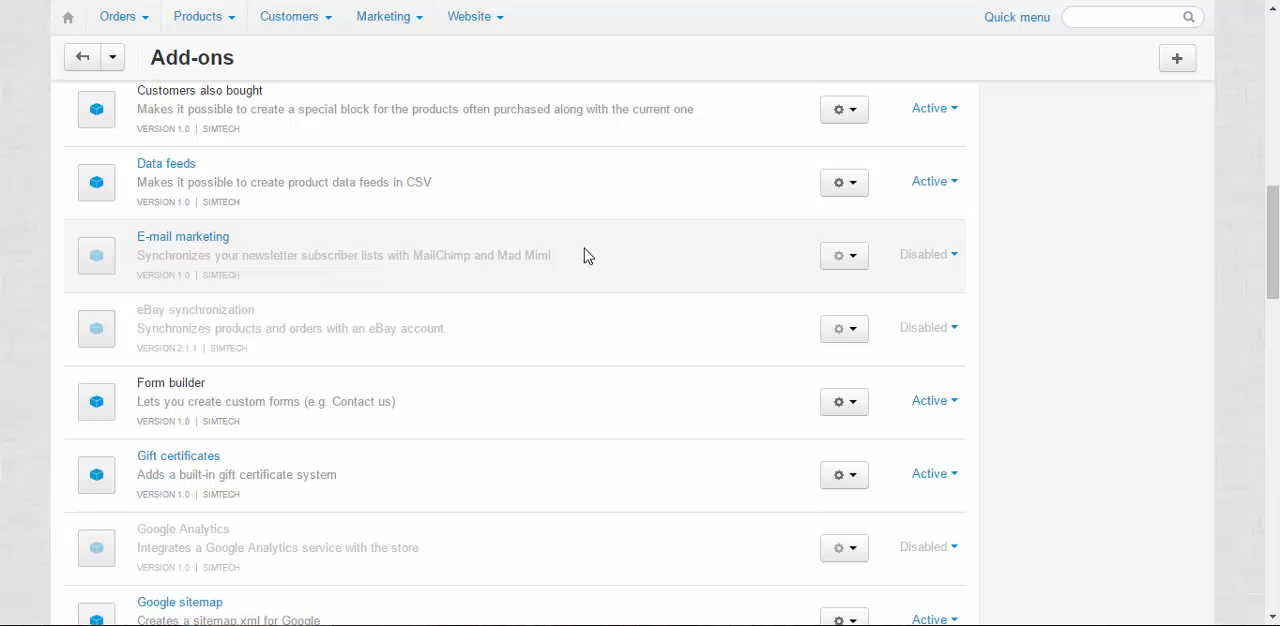 Orders Products Customers Marketing Website Quick menu
Add-ons
Customers also bought
Makes it possible to create a special block for the products often purchased along with the current one
VERSION 1.0 | SIMTECH
Active
Data feeds
Makes it possible to create product data feeds in CSV
VERSION 1.0 | SIMTECH
Active
E-mail marketing
Synchronizes your newsletter subscriber lists with MailChimp and Mad Mimi
VERSION 1.0 | SIMTECH
Disabled
eBay synchronization
Synchronizes products and orders with an eBay account
VERSION 2.1.1 | SIMTECH
Disabled
Form builder
Lets you create custom forms (e.g. Contact us)
VERSION 1.0 | SIMTECH
Active
Gift certificates
Adds a built-in gift certificate system
VERSION 1.0 | SIMTECH
Active
Google Analytics
Integrates a Google Analytics service with the store
VERSION 1.0 | SIMTECH
Disabled
Google sitemap
Creates a sitemap.xml for Google
Active